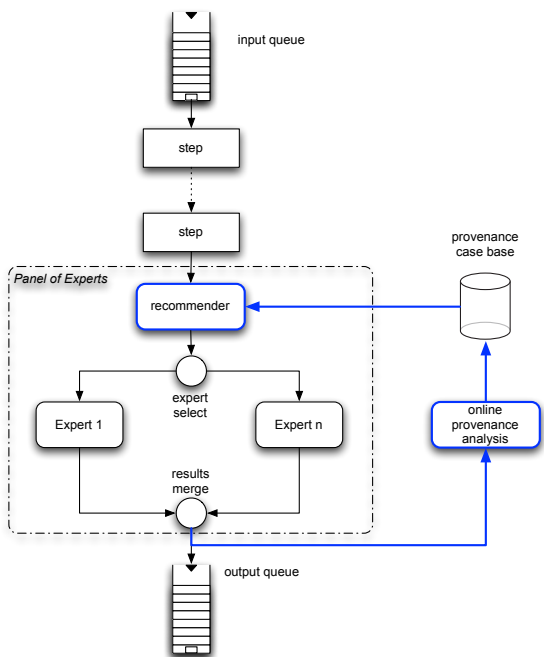 input queue
step
step
provenance
case base
Panel of Experts
recommender
expert
select
Expert 1
Expert n
online
provenance
analysis
results
merge
output queue